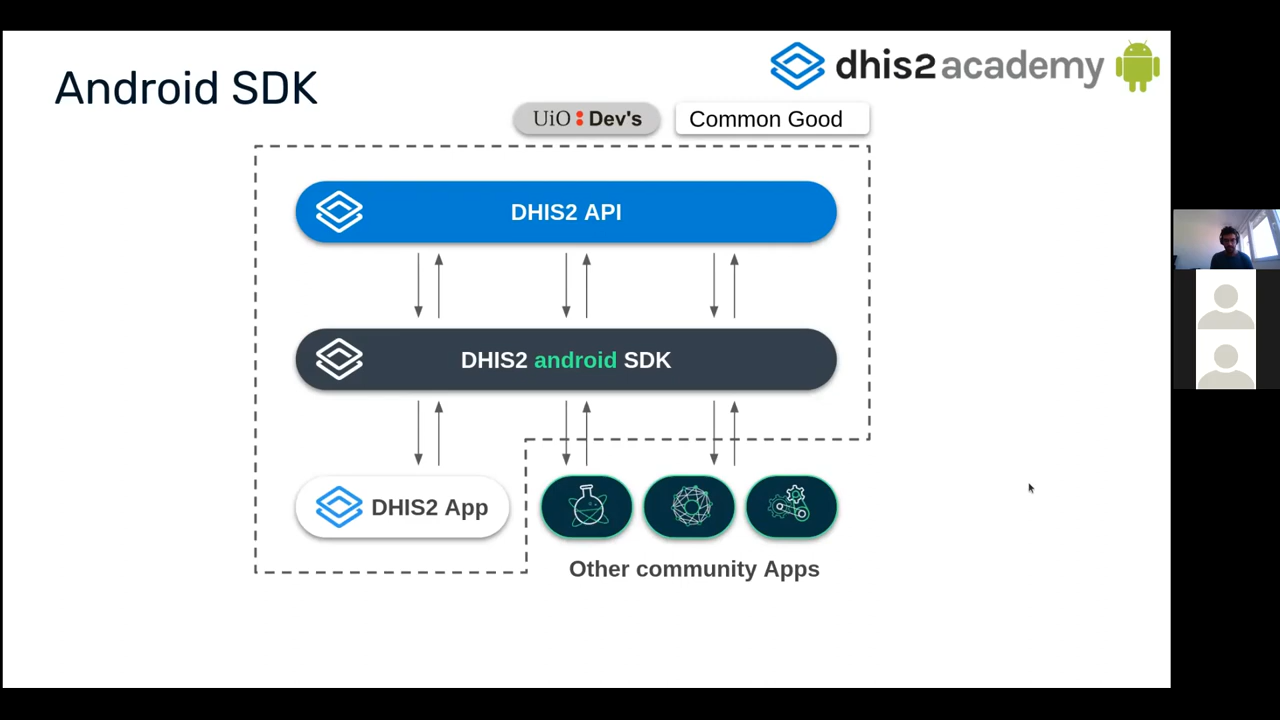 Android SDK
dhis2 academy
UiO : Dev's
Common Good
DHIS2 API
DHIS2 android SDK
DHIS2 App
Other community Apps